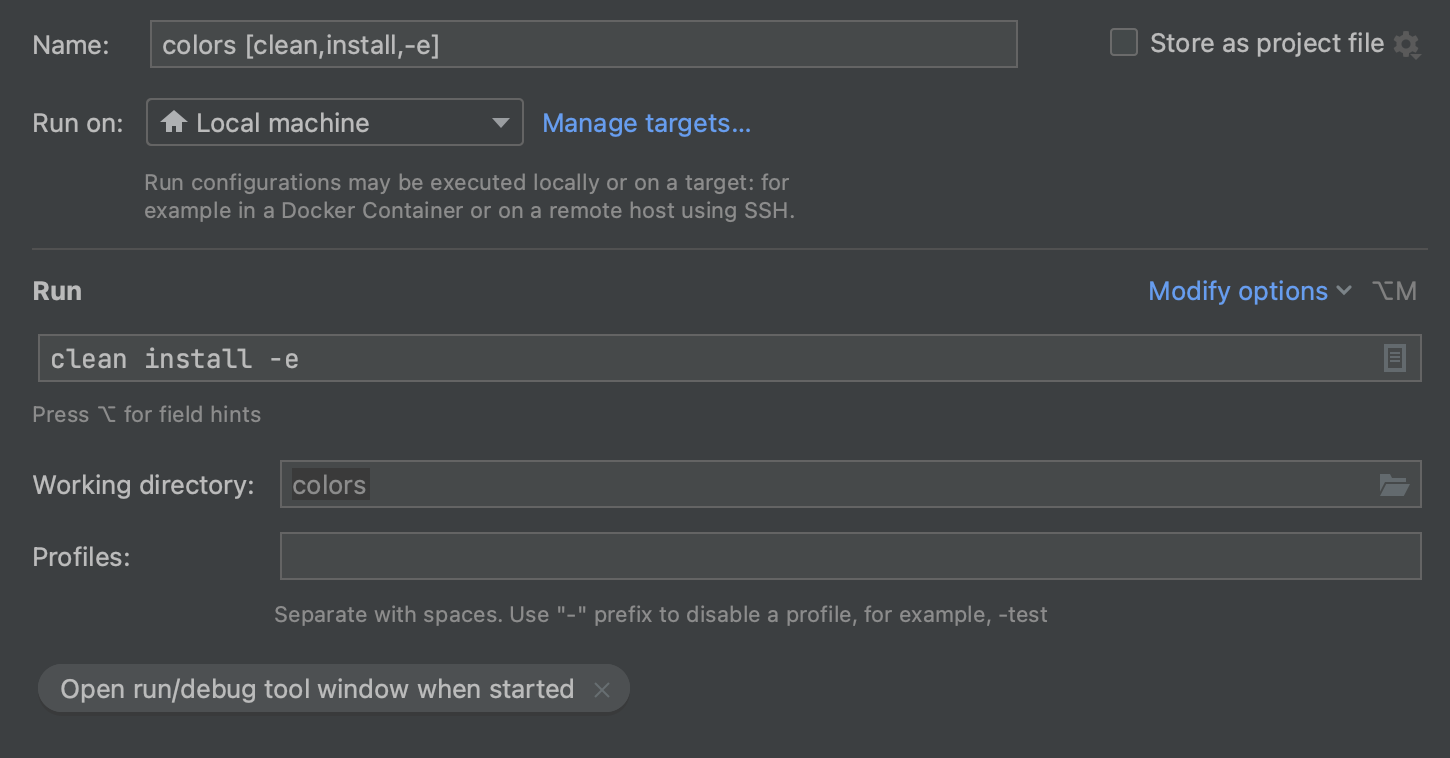 Name: colors [clean,install,-e] Store as project file
Run on: Local machine Manage targets...
Run configurations may be executed locally or on a target: for
example in a Docker Container or on a remote host using SSH.
Run Modify options ⌥M
clean install -e
Press ⌥ for field hints
Working directory: colors
Profiles:
Separate with spaces. Use "-" prefix to disable a profile, for example, -test
Open run/debug tool window when started ×